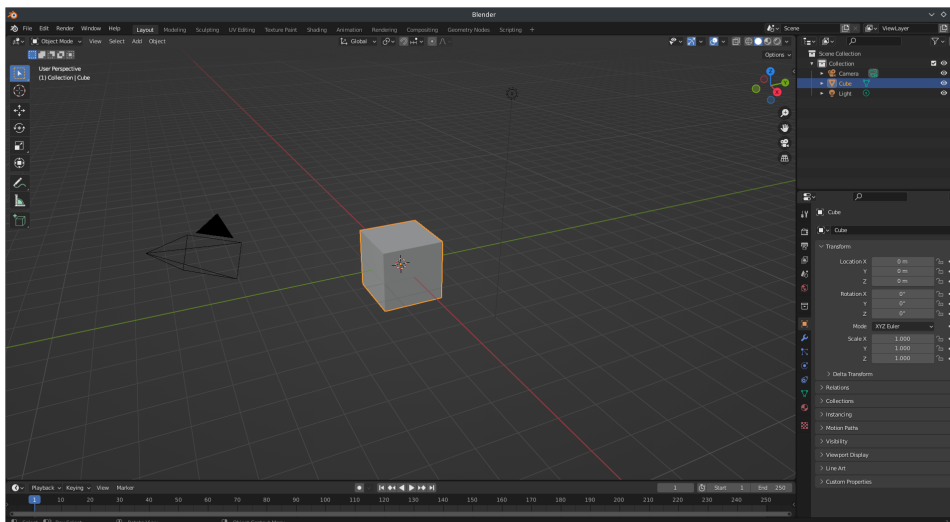 Blender
File Edit Render Window Help Layout Modeling Sculpting UV Editing Texture Paint Shading Animation Rendering Compositing Geometry Nodes Scripting + Scene ViewLayer
Object Mode View Select Add Object Global
Options
User Perspective
(1) Collection | Cube
X
Y
Z
Scene Collection
Collection
Camera
Cube
Light
Cube
Cube
Transform
Location X 0 m
Y 0 m
Z 0 m
Rotation X 0°
Y 0°
Z 0°
Mode XYZ Euler
Scale X 1.000
Y 1.000
Z 1.000
Delta Transform
Relations
Collections
Instancing
Motion Paths
Visibility
Viewport Display
Line Art
Custom Properties
Playback Keying View Marker 1 Start 1 End 250
1 10 20 30 40 50 60 70 80 90 100 110 120 130 140 150 160 170 180 190 200 210 220 230 240 250